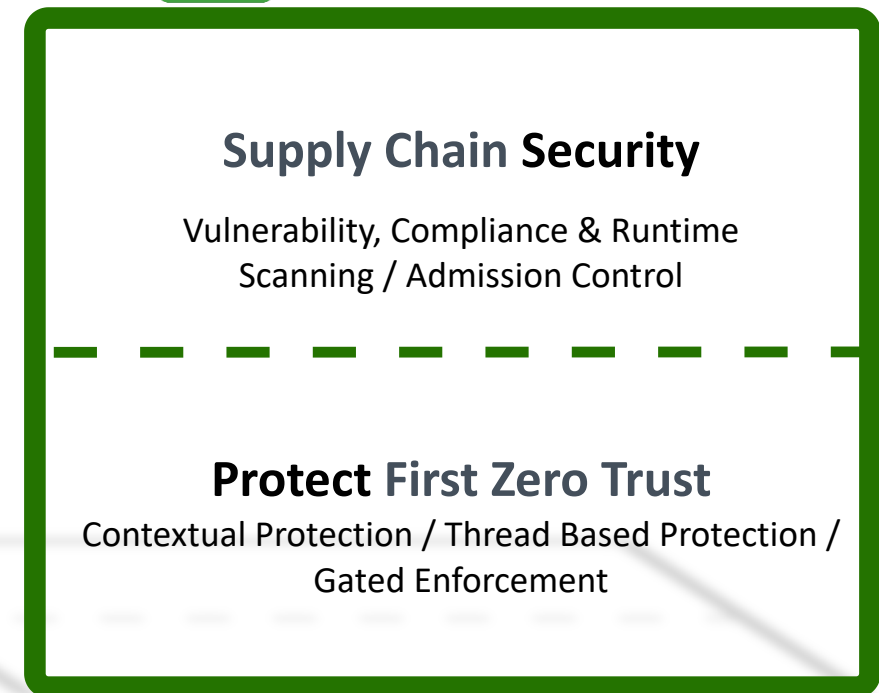 Supply Chain Security
Vulnerability, Compliance & Runtime
Scanning / Admission Control
Protect First Zero Trust
Contextual Protection / Thread Based Protection /
Gated Enforcement